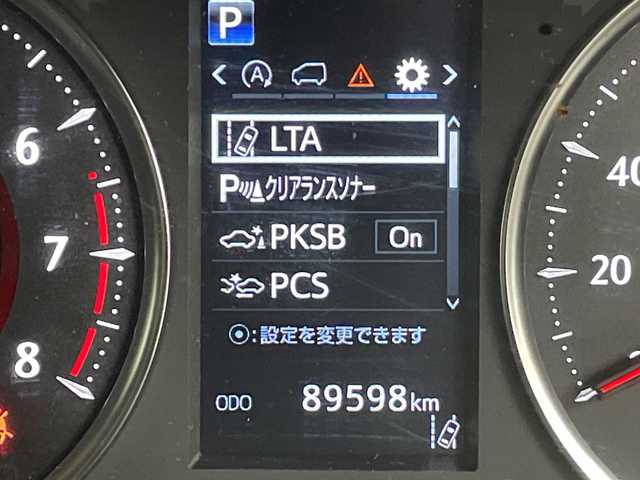 P
A
6
7
8
LTA
P クリアランスソナー
PKSB On
PCS
⦿:設定を変更できます
ODO 89598km
40
20